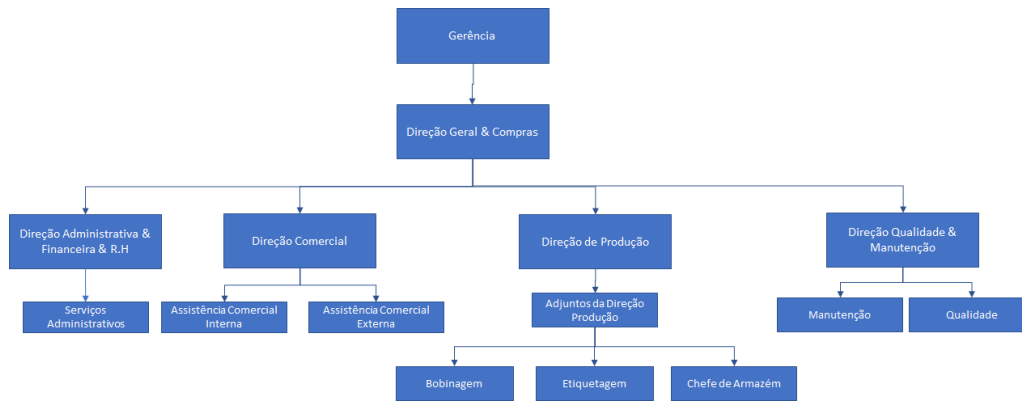 Gerência
Direção Geral & Compras
Direção Administrativa &
Financeira & R.H
Direção Comercial
Direção de Produção
Direção Qualidade &
Manutenção
Serviços
Administrativos
Assistência Comercial
Interna
Assistência Comercial
Externa
Adjuntos da Direção
Produção
Manutenção
Qualidade
Bobinagem
Etiquetagem
Chefe de Armazém